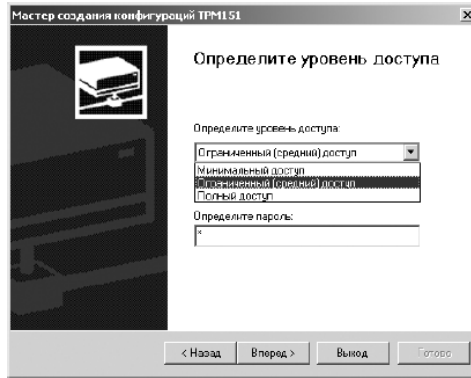 Мастер создания конфигураций ТРМ151
Определите уровень доступа
Определите уровень доступа:
Ограниченный (средний) доступ
Минимальный доступ
Ограниченный (средний) доступ
Полный доступ
Определите пароль:
*
< Назад
Вперед >
Выход
Готово